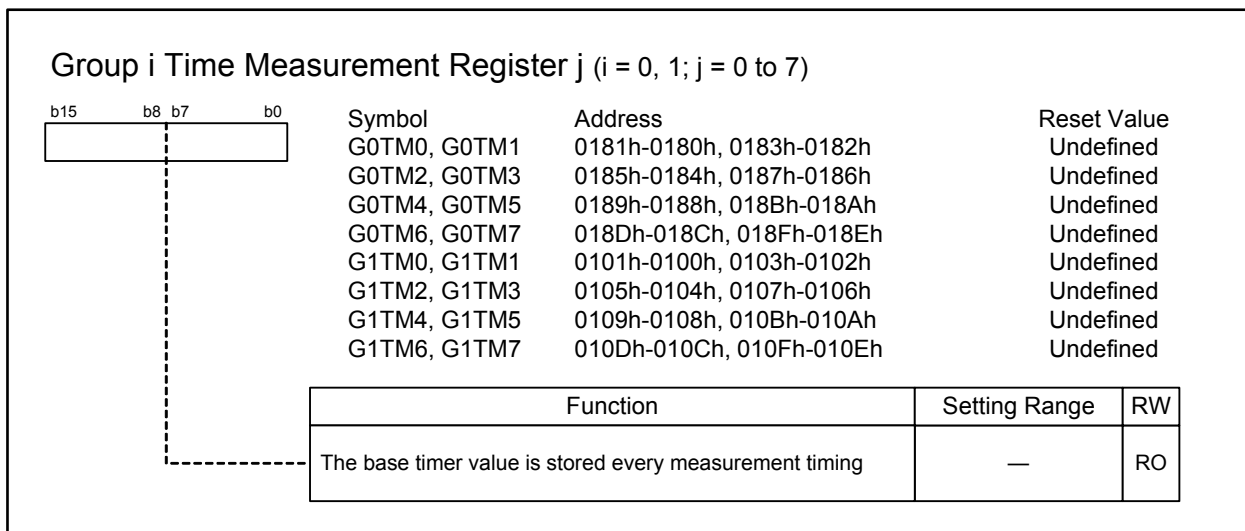 Group i Time Measurement Register j (i = 0, 1; j = 0 to 7)
b15 b8 b7 b0
Symbol Address Reset Value
G0TM0, G0TM1 0181h-0180h, 0183h-0182h Undefined
G0TM2, G0TM3 0185h-0184h, 0187h-0186h Undefined
G0TM4, G0TM5 0189h-0188h, 018Bh-018Ah Undefined
G0TM6, G0TM7 018Dh-018Ch, 018Fh-018Eh Undefined
G1TM0, G1TM1 0101h-0100h, 0103h-0102h Undefined
G1TM2, G1TM3 0105h-0104h, 0107h-0106h Undefined
G1TM4, G1TM5 0109h-0108h, 010Bh-010Ah Undefined
G1TM6, G1TM7 010Dh-010Ch, 010Fh-010Eh Undefined
Function Setting Range RW
The base timer value is stored every measurement timing — RO